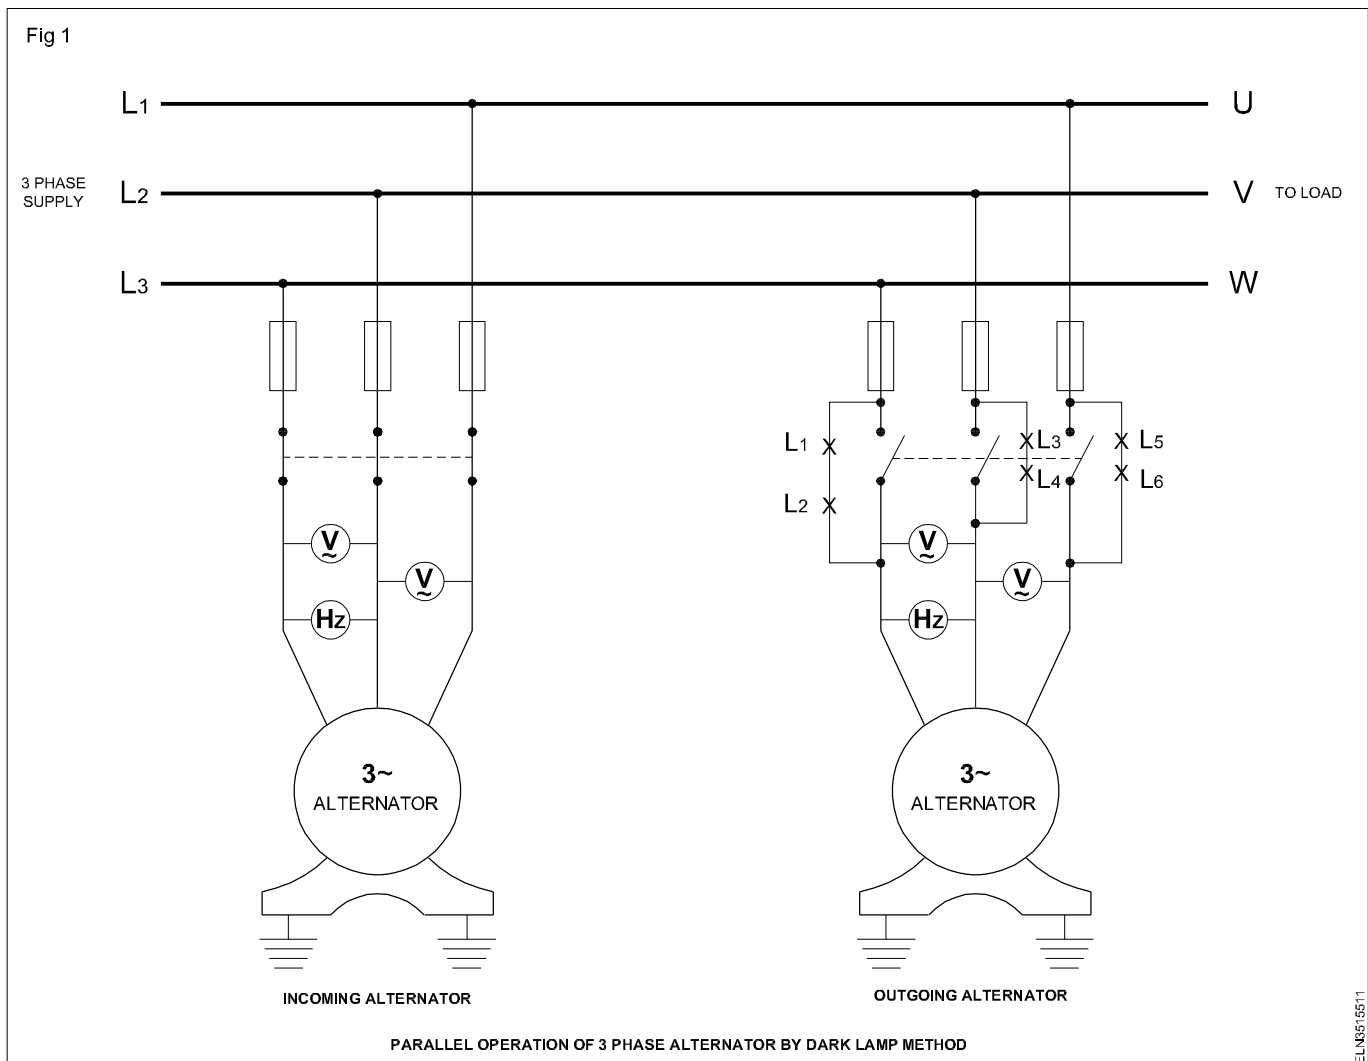 Fig 1
L1
U
3 PHASE
SUPPLY
L2
V
TO LOAD
L3
W
L1
L3
L5
L4
L6
L2
V
~
V
~
V
~
V
~
Hz
Hz
3~
ALTERNATOR
3~
ALTERNATOR
INCOMING ALTERNATOR
OUTGOING ALTERNATOR
PARALLEL OPERATION OF 3 PHASE ALTERNATOR BY DARK LAMP METHOD
ELN3515511